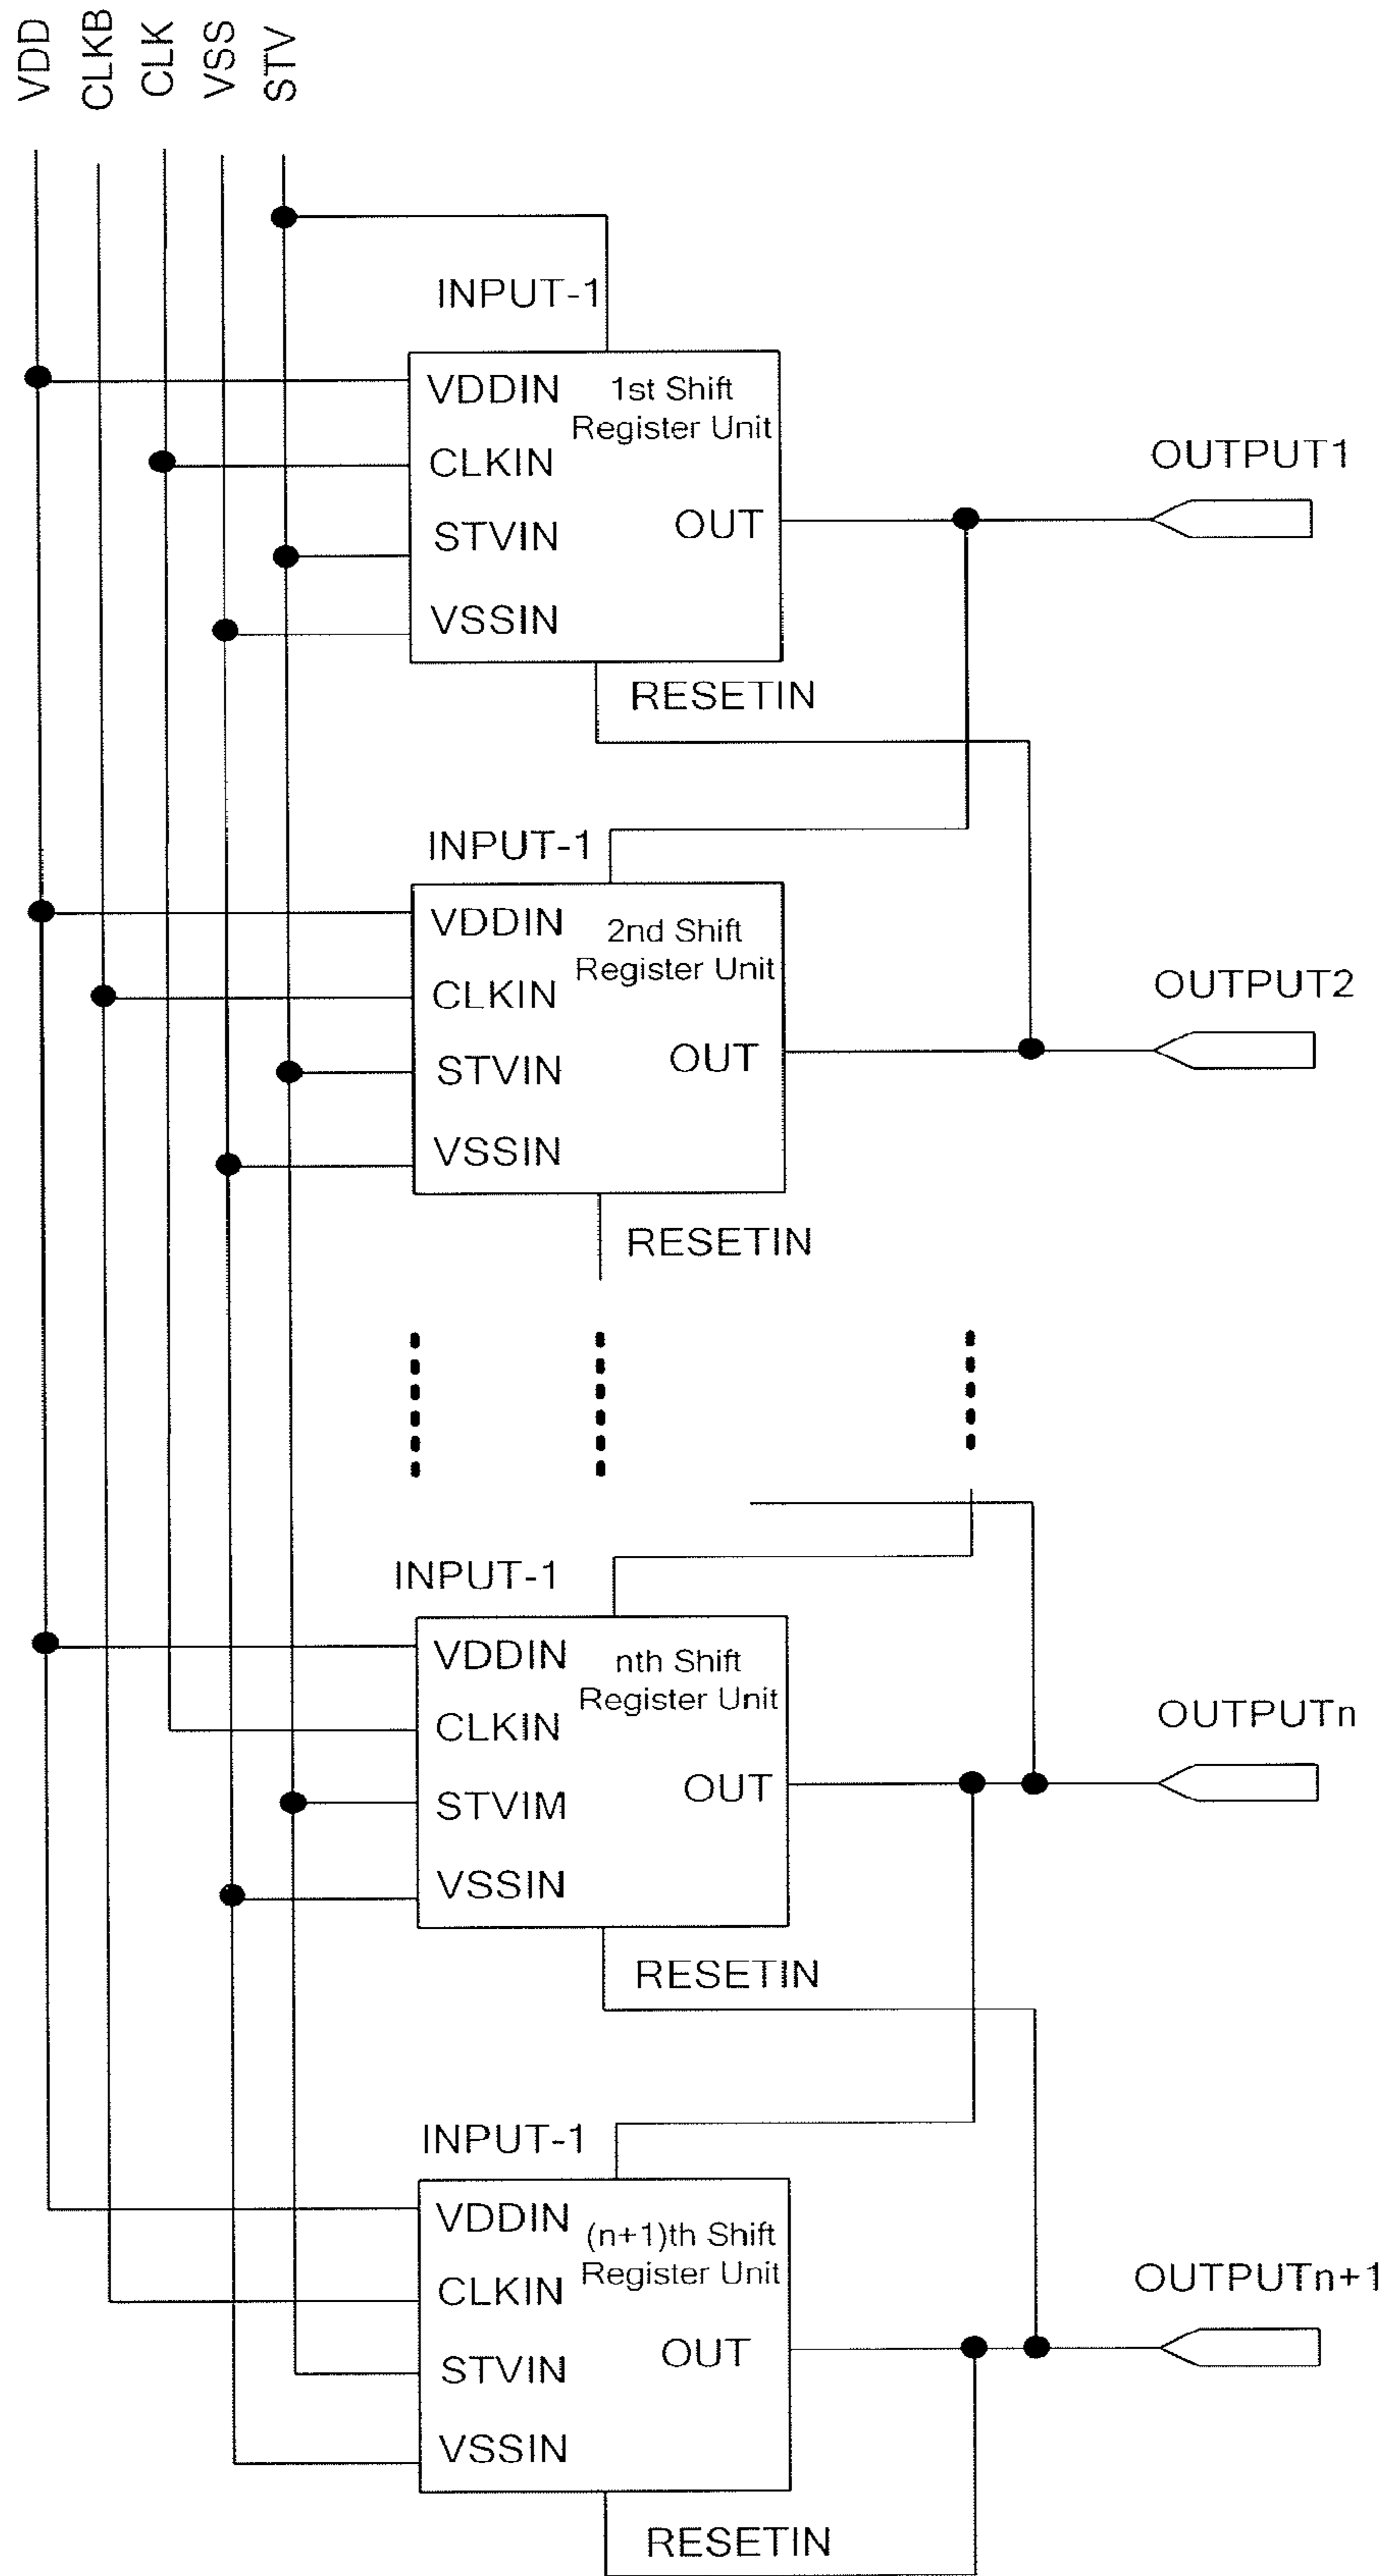 VDD
CLKB
CLK
VSS
STV
INPUT-1
VDDIN
1st Shift
Register Unit
CLKIN
STVIN
OUT
VSSIN
RESETIN
OUTPUT1
INPUT-1
VDDIN
2nd Shift
Register Unit
CLKIN
STVIN
OUT
VSSIN
RESETIN
OUTPUT2
INPUT-1
VDDIN
nth Shift
Register Unit
CLKIN
STVIM
OUT
VSSIN
RESETIN
OUTPUTn
INPUT-1
VDDIN
(n+1)th Shift
Register Unit
CLKIN
STVIN
OUT
VSSIN
RESETIN
OUTPUTn+1